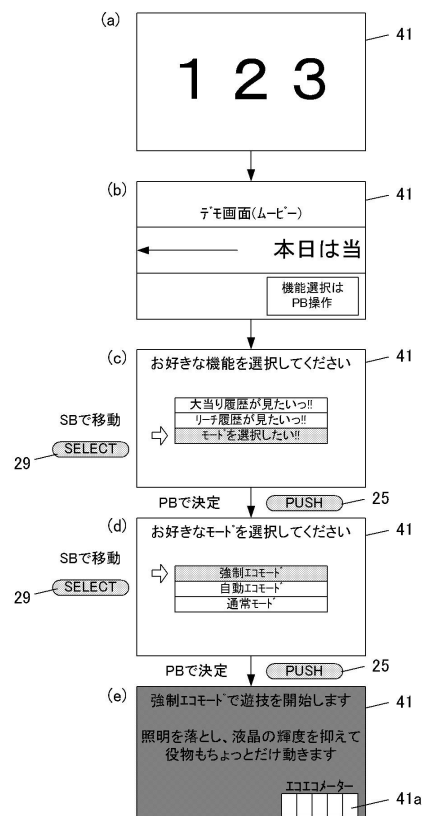 (a)
41
1 2 3
(b)
41
デモ画面(ムービー)
本日は当
機能選択は
PB操作
(c)
41
お好きな機能を選択してください
大当り履歴が見たいっ!!
リーチ履歴が見たいっ!!
モードを選択したい!!
SBで移動
SELECT
29
PBで決定
PUSH
25
(d)
41
お好きなモードを選択してください
SBで移動
SELECT
29
強制エコモード
自動エコモード
通常モード
PBで決定
PUSH
25
(e)
41
強制エコモードで遊技を開始します
照明を落とし、液晶の輝度を抑えて
役物もちょっとだけ動きます
エコエコメーター
41a